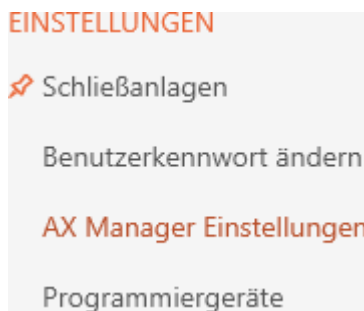 EINSTELLUNGEN
Schließanlagen
Benutzerkennwort ändern
AX Manager Einstellungen
Programmiergeräte